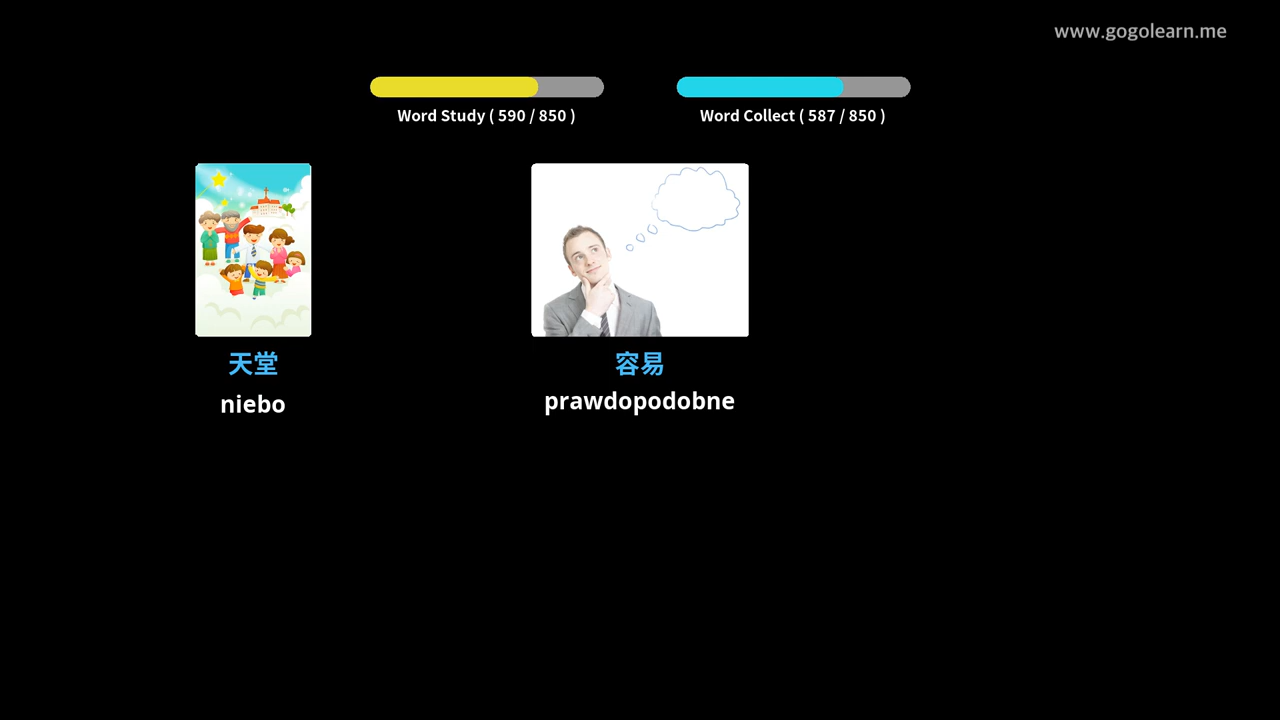 www.gogolearn.me
Word Study ( 590 / 850 )
Word Collect ( 587 / 850 )
天堂
niebo
容易
prawdopodobne